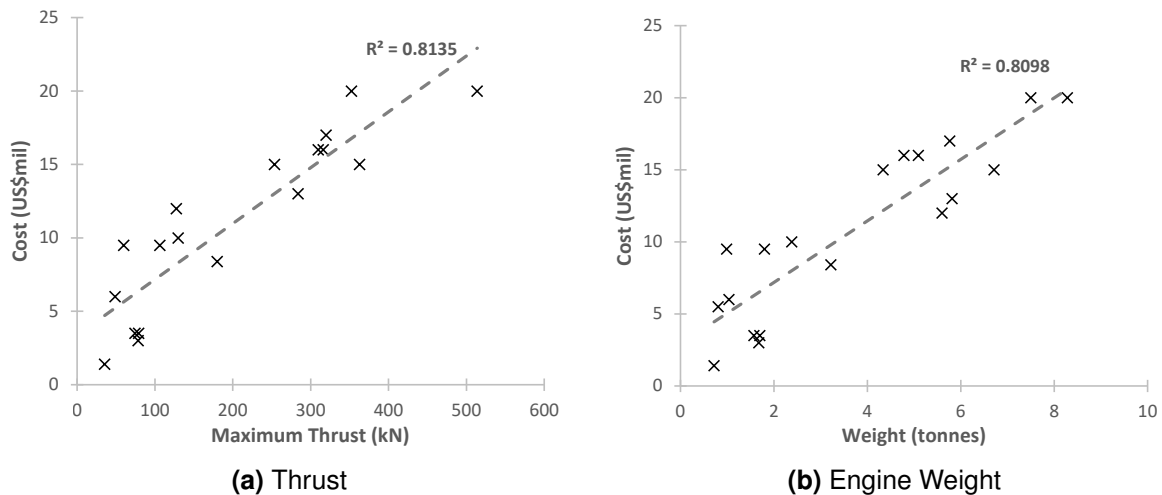 25
20
15
10
5
0
Cost (US$mil)
R² = 0.8135
0 100 200 300 400 500 600
Maximum Thrust (kN)
(a) Thrust
25
20
15
10
5
0
Cost (US$mil)
R² = 0.8098
0 2 4 6 8 10
Weight (tonnes)
(b) Engine Weight